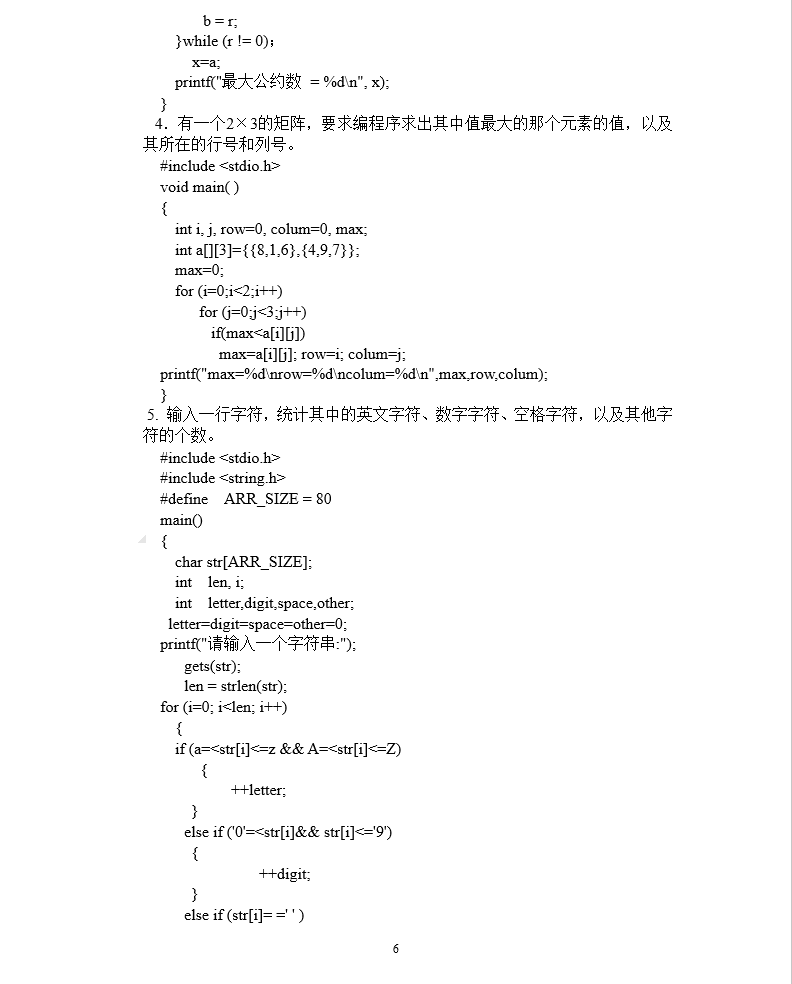 b = r;
}while (r != 0);
x=a;
printf("最大公约数 = %d\n", x);
}
4. 有一个2×3的矩阵，要求编程序求出其中值最大的那个元素的值，以及
其所在的行号和列号。
#include <stdio.h>
void main( )
{
int i, j, row=0, colum=0, max;
int a[][3]={{8,1,6},{4,9,7}};
max=0;
for (i=0;i<2;i++)
for (j=0;j<3;j++)
if(max<a[i][j])
max=a[i][j]; row=i; colum=j;
printf("max=%d\nrow=%d\ncolum=%d\n",max,row,colum);
}
5. 输入一行字符，统计其中的英文字符、数字字符、空格字符，以及其他字
符的个数。
#include <stdio.h>
#include <string.h>
#define ARR_SIZE = 80
main()
{
char str[ARR_SIZE];
int len, i;
int letter,digit,space,other;
letter=digit=space=other=0;
printf("请输入一个字符串:");
gets(str);
len = strlen(str);
for (i=0; i<len; i++)
{
if (a=<str[i]<=z && A=<str[i]<=Z)
{
++letter;
}
else if ('0'=<str[i]&& str[i]<='9')
{
++digit;
}
else if (str[i]= =' ' )
6